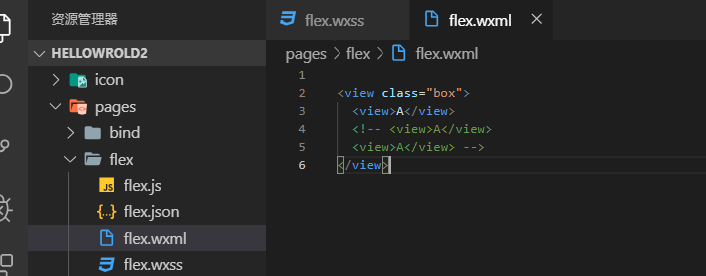 资源管理器
HELLOWROLD2
icon
pages
bind
flex
JS flex.js
{..} flex.json
flex.wxml
flex.wxss
flex.wxss
flex.wxml
pages > flex > flex.wxml
1
2 <view class="box">
3 <view>A</view>
4 <!-- <view>A</view>
5 <view>A</view> -->
6 </view>